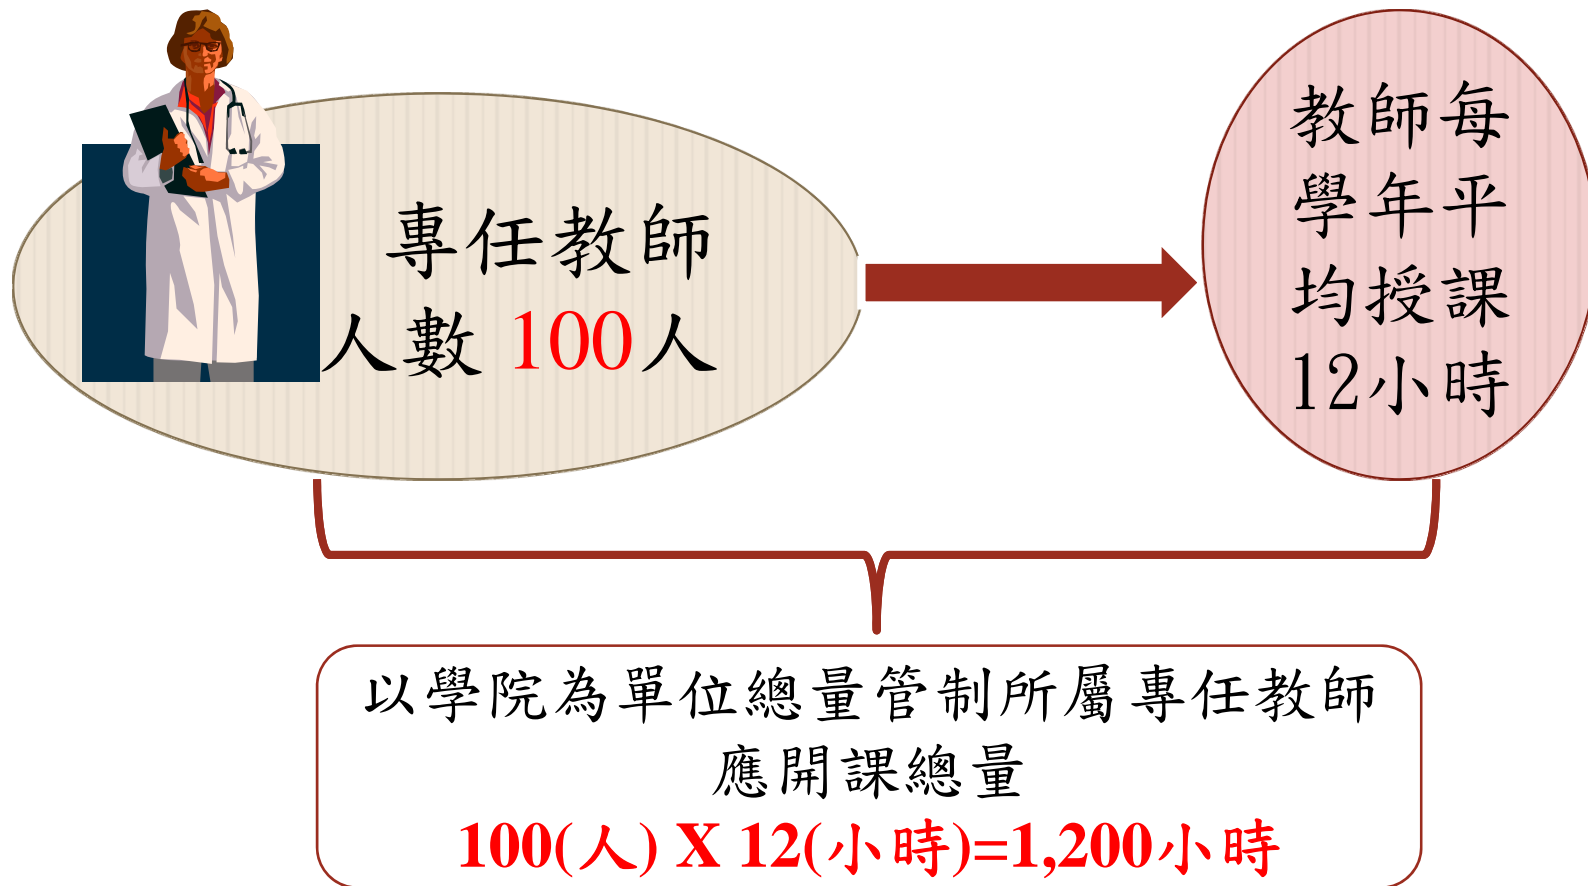 專任教師
人數 100人
教師每
學年平
均授課
12小時
以學院為單位總量管制所屬專任教師
應開課總量
100(人) X 12(小時)=1,200小時